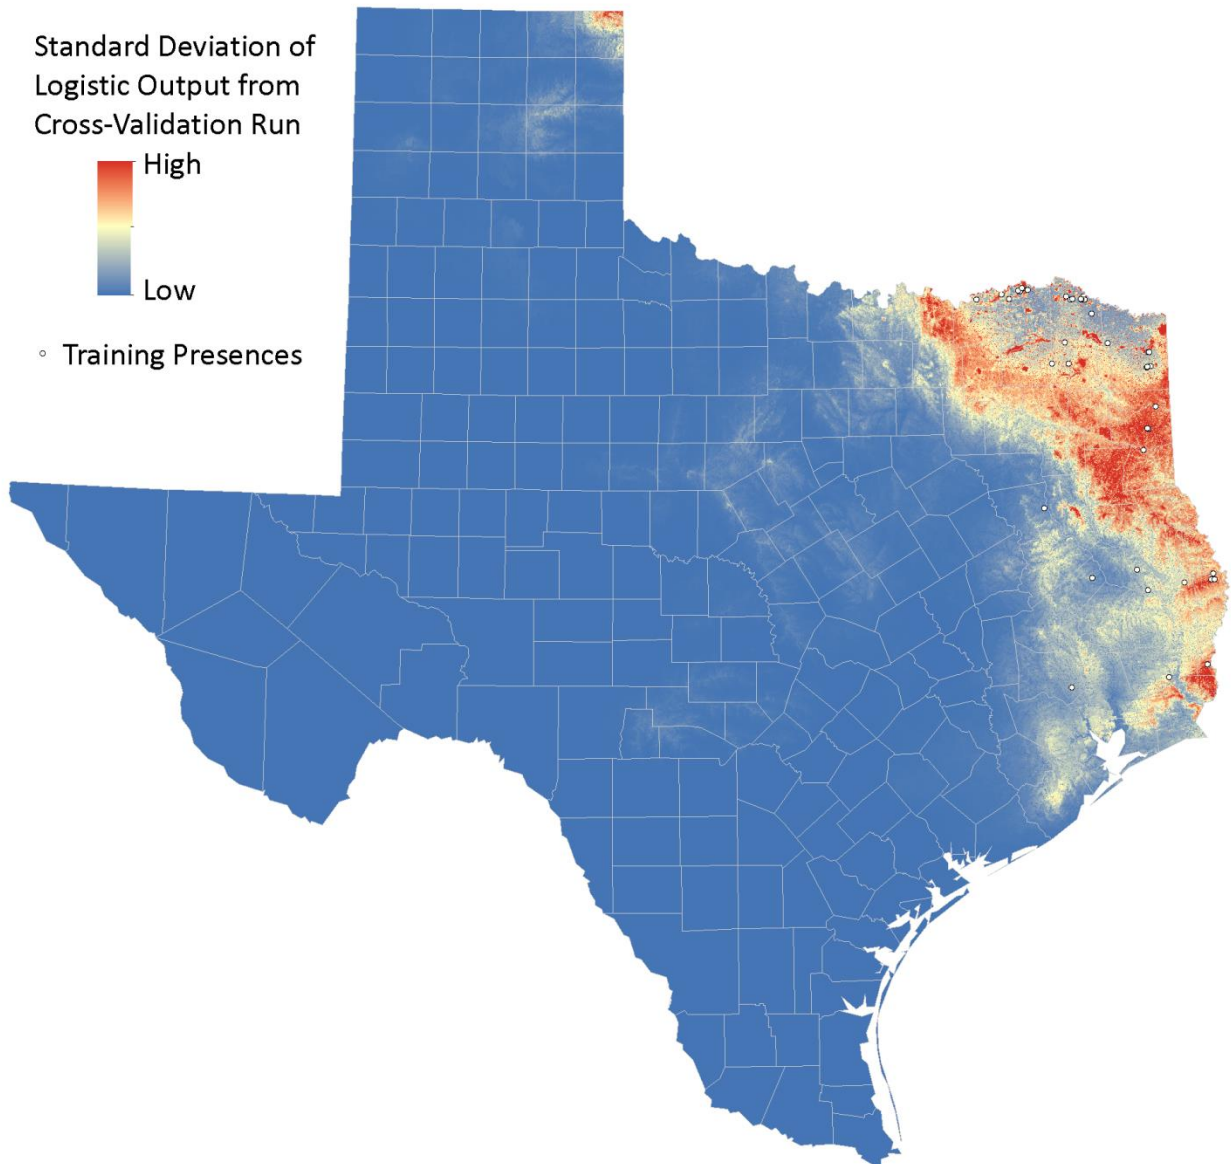 Standard Deviation of
Logistic Output from
Cross-Validation Run
High
Low
Training Presences